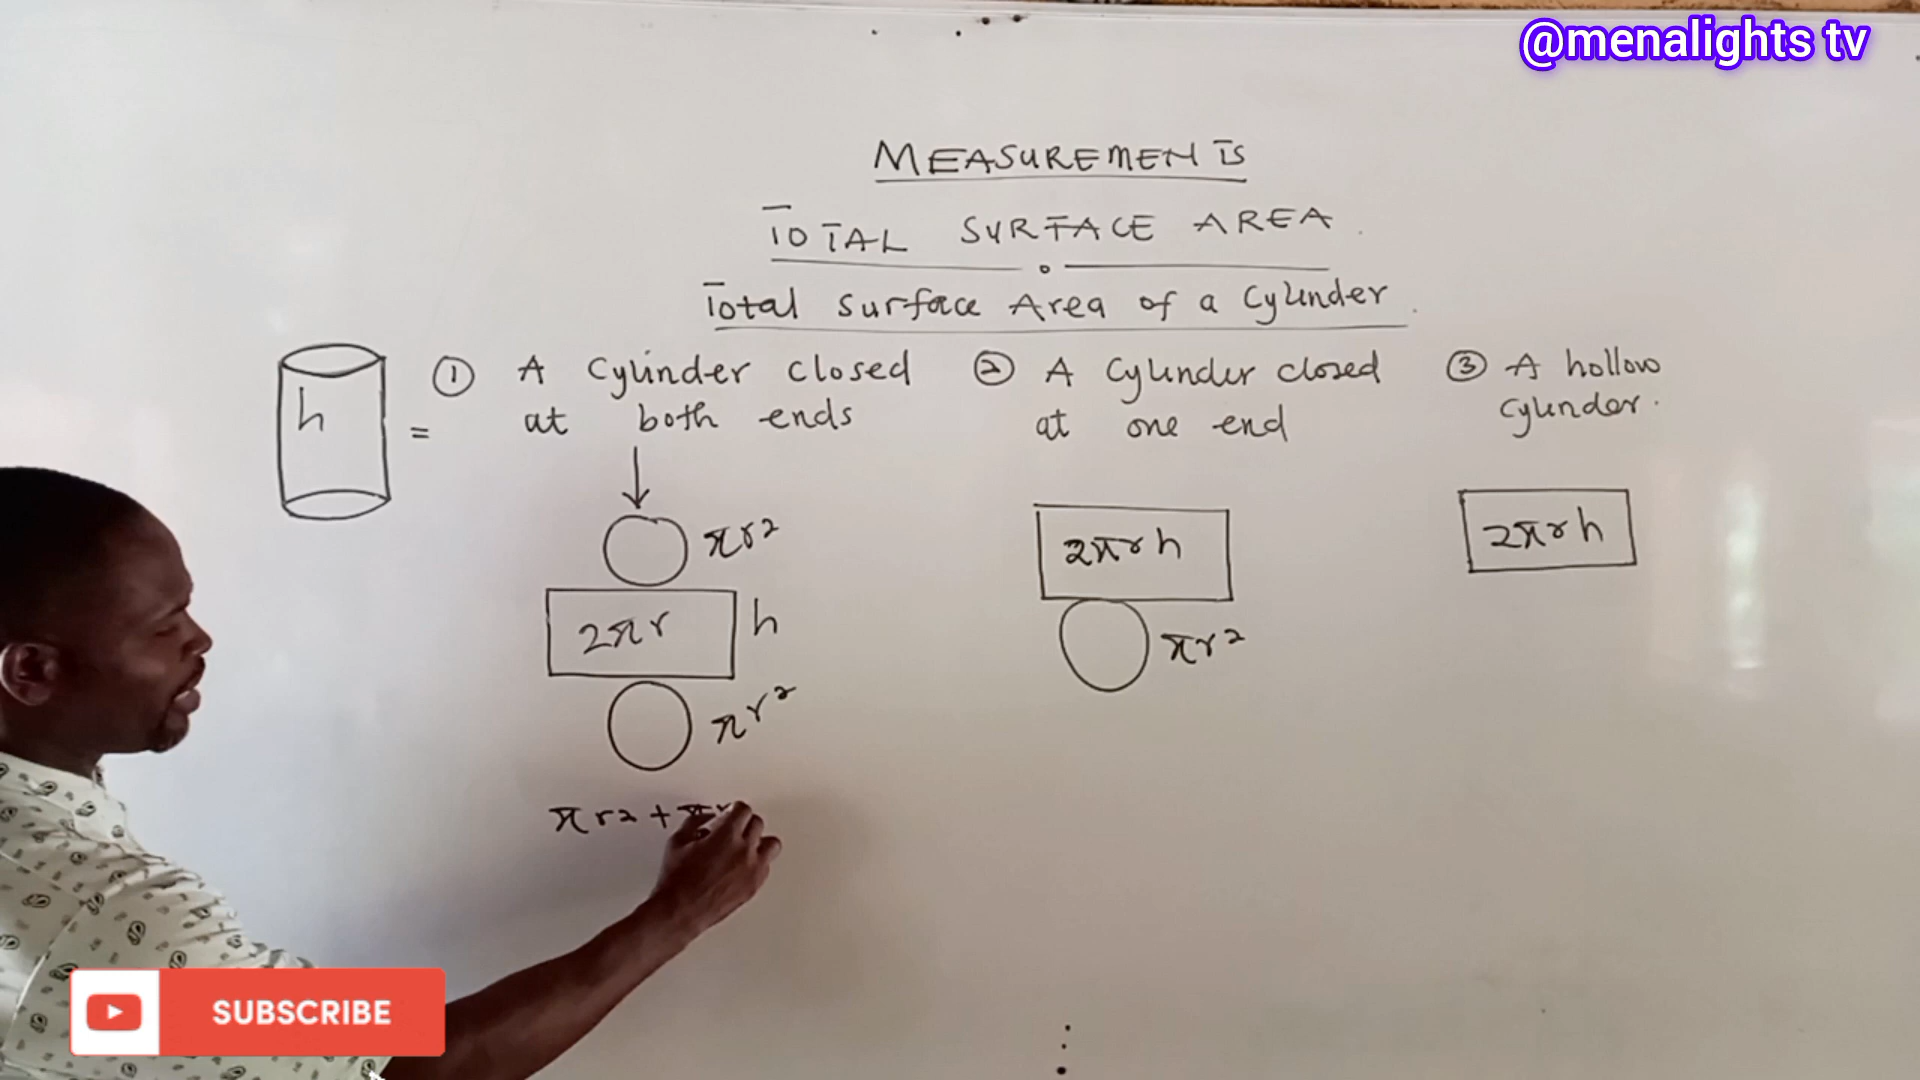 @menalights tv
MEASUREMENTS
TOTAL SURFACE AREA
Total Surface Area of a Cylinder.
h
=
① A Cylinder closed
at both ends
πr²
2πr h
πr²
πr2 +
② A Cylinder closed
at one end
2πrh
πr²
③ A hollow
cylinder.
2πrh
SUBSCRIBE